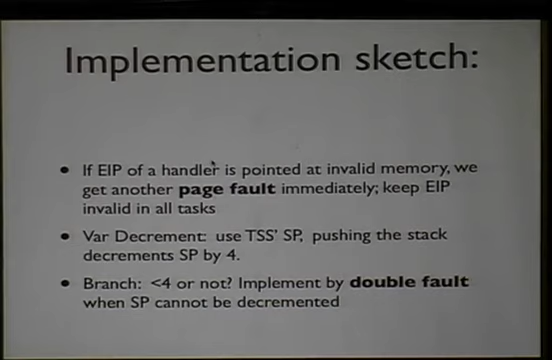 Implementation sketch:
• If EIP of a handler is pointed at invalid memory, we
get another page fault immediately; keep EIP
invalid in all tasks
• Var Decrement: use TSS' SP, pushing the stack
decrements SP by 4.
• Branch: <4 or not? Implement by double fault
when SP cannot be decremented